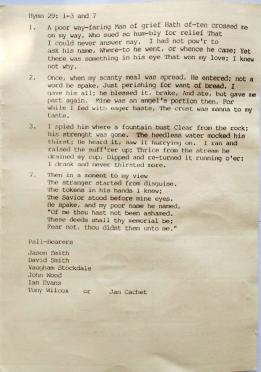 Hymn 29: 1-3 and 7
1. A poor way-faring Man of grief Hath of-ten crossed me
on my way, Who sued so hum-bly for relief That
I could never answer nay. I had not pow'r to
ask his name, Where-to he went, or whence he came; Yet
there was something in his eye That won my love; I knew
not why.
2. Once, when my scanty meal was spread, He entered; not a
word he spake. Just perishing for want of bread, I
gave him all; he blessed it, brake, And ate, but gave me
part again. Mine was an angel's portion then, For
while I fed with eager haste, The crust was manna to my
taste.
3. I spied him where a fountain bust Clear from the rock;
his strenght was gone. The heedless water mocked his
thirst; He heard it, saw it hurrying on. I ran and
raised the suff'rer up; Thrice from the stream he
drained my cup, Dipped and re-turned it running o'er;
I drank and never thirsted more.
7. Then in a moment to my view
The stranger started from disguise.
The tokens in his hands I knew;
The Savior stood before mine eyes.
He spake, and my poor name he named,
"Of me thou hast not been ashamed.
These deeds shall thy memorial be;
Fear not, thou didst them unto me."
Pall-Bearers
Jason Smith
David Smith
Vaugham Stockdale
John Wood
Ian Evans
Tony Wilcox or Jan Cachet